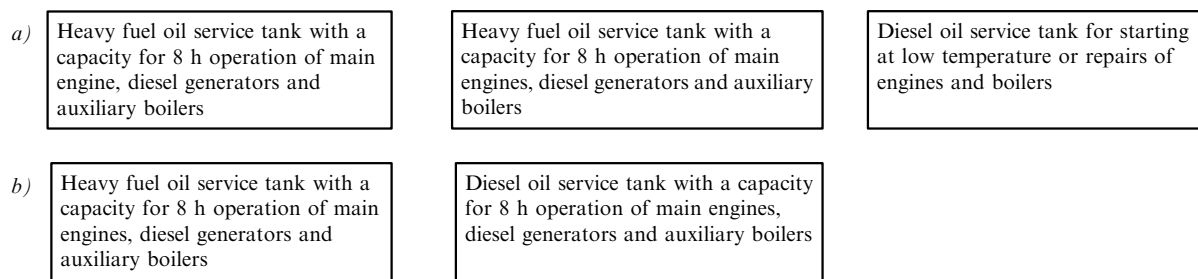 a)
Heavy fuel oil service tank with a
capacity for 8 h operation of main
engine, diesel generators and
auxiliary boilers
Heavy fuel oil service tank with a
capacity for 8 h operation of main
engines, diesel generators and auxiliary
boilers
Diesel oil service tank for starting
at low temperature or repairs of
engines and boilers
b)
Heavy fuel oil service tank with a
capacity for 8 h operation of main
engines, diesel generators and
auxiliary boilers
Diesel oil service tank with a capacity
for 8 h operation of main engines,
diesel generators and auxiliary boilers